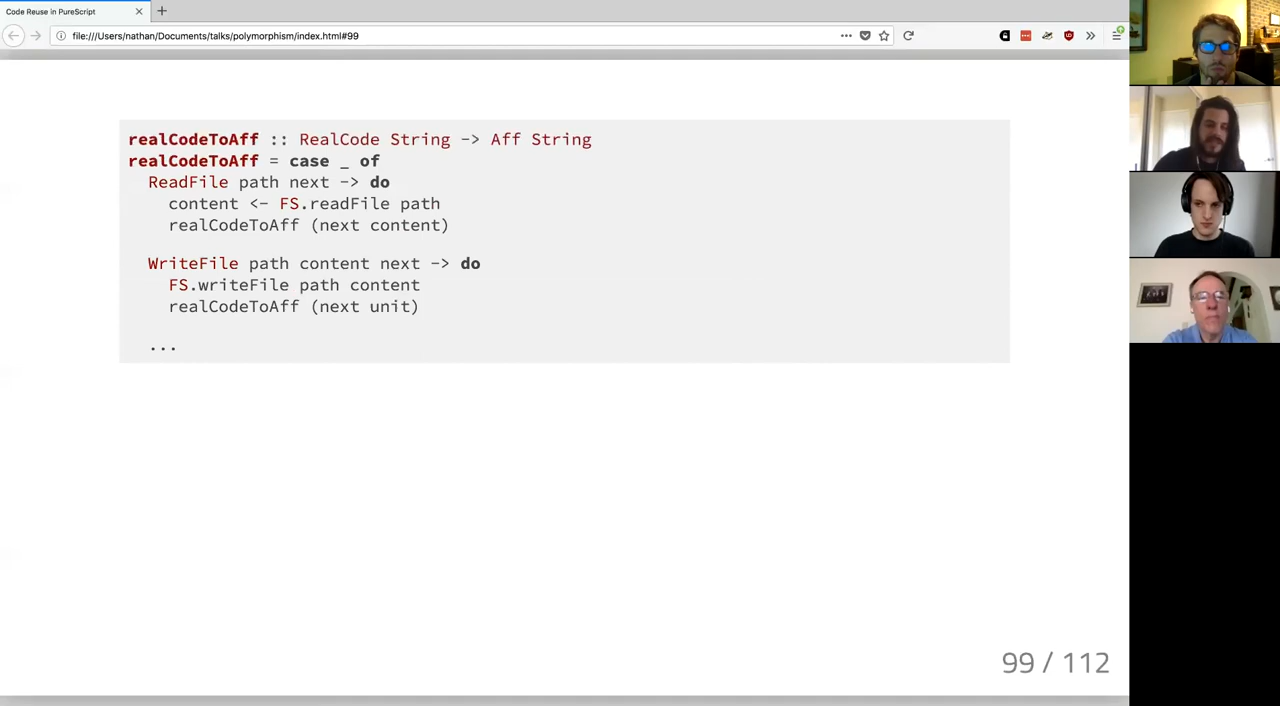 Code Reuse in PureScript
file:///Users/nathan/Documents/talks/polymorphism/index.html#99
realCodeToAff :: RealCode String -> Aff String
realCodeToAff = case _ of
ReadFile path next -> do
content <- FS.readFile path
realCodeToAff (next content)
WriteFile path content next -> do
FS.writeFile path content
realCodeToAff (next unit)
...
99 / 112